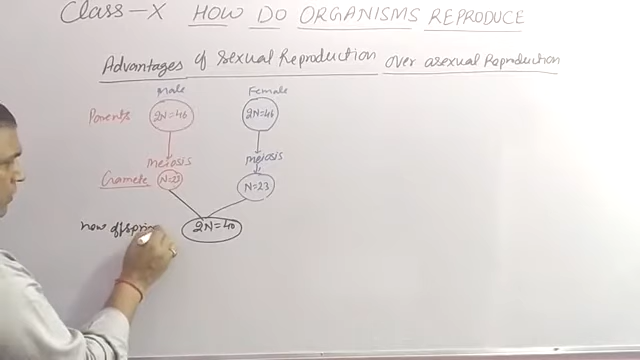 Class-X HOW DO ORGANISMS REPRODUCE
Advantages of Sexual Reproduction over asexual Reproduction
Male Female
Parents 2N=46 2N=46
meiosis meiosis
Gamete N=23 N=23
new offsprin 2N=46